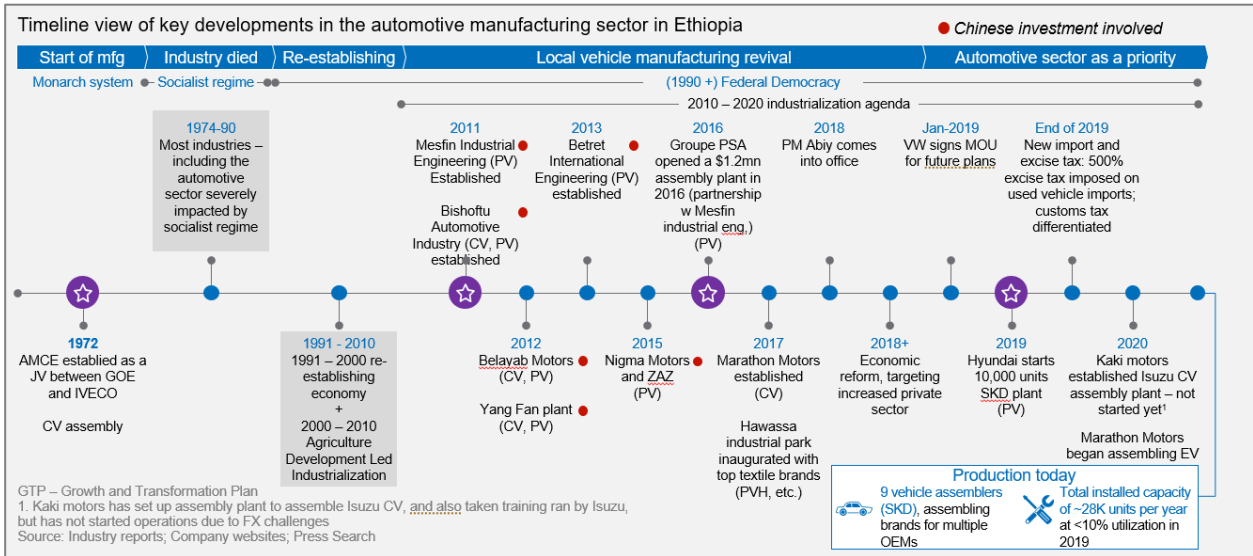 Timeline view of key developments in the automotive manufacturing sector in Ethiopia
Chinese investment involved
Start of mfg
Industry died
Re-establishing
Local vehicle manufacturing revival
Automotive sector as a priority
Monarch system
Socialist regime
(1990 +) Federal Democracy
2010 – 2020 industrialization agenda
1974-90
Most industries –
including the
automotive
sector severely
impacted by
socialist regime
2011
Mesfin Industrial
Engineering (PV)
Established
Bishoftu
Automotive
Industry (CV, PV)
established
2013
Betret
International
Engineering (PV)
established
2016
Groupe PSA
opened a $1.2mn
assembly plant in
2016 (partnership
w Mesfin
industrial eng,)
(PV)
2018
PM Abiy comes
into office
Jan-2019
VW signs MOU
for future plans
End of 2019
New import and
excise tax: 500%
excise tax imposed on
used vehicle imports;
customs tax
differentiated
1972
AMCE establied as a
JV between GOE
and IVECO
CV assembly
1991 - 2010
1991 – 2000 re-
establishing
economy
+
2000 – 2010
Agriculture
Development Led
Industrialization
2012
Belayab Motors
(CV, PV)
Yang Fan plant
(CV, PV)
2015
Nigma Motors
and ZAZ
(PV)
2017
Marathon Motors
established
(CV)
Hawassa
industrial park
inaugurated with
top textile brands
(PVH, etc.)
2018+
Economic
reform, targeting
increased private
sector
2019
Hyundai starts
10,000 units
SKD plant
(PV)
2020
Kaki motors
established Isuzu CV
assembly plant – not
started yet¹
Marathon Motors
began assembling EV
Production today
9 vehicle assemblers
(SKD), assembling
brands for multiple
OEMs
Total installed capacity
of ~28K units per year
at <10% utilization in
2019
GTP – Growth and Transformation Plan
1. Kaki motors has set up assembly plant to assemble Isuzu CV, and also taken training ran by Isuzu,
but has not started operations due to FX challenges
Source: Industry reports; Company websites; Press Search